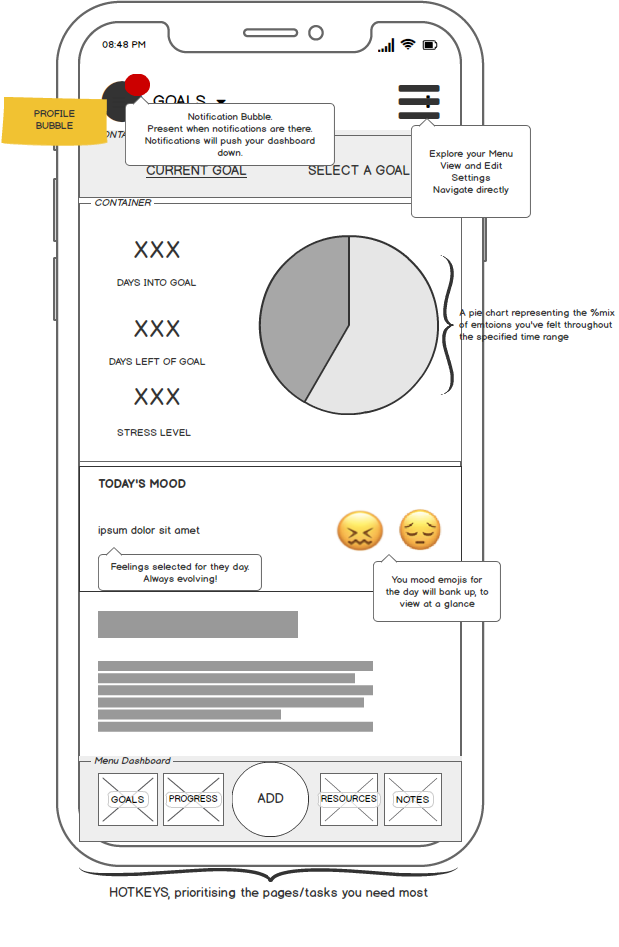 08:48 PM
PROFILE
BUBBLE
GOALS
Notification Bubble.
Present when notifications are there.
Notifications will push your dashboard
down.
Explore your Menu
View and Edit
Settings
Navigate directly
CURRENT GOAL
SELECT A GOAL
CONTAINER
XXX
DAYS INTO GOAL
XXX
DAYS LEFT OF GOAL
XXX
STRESS LEVEL
A pie chart representing the %mix
of emtoions you've felt throughout
the specified time range
TODAY'S MOOD
ipsum dolor sit amet
Feelings selected for they day.
Always evolving!
You mood emojis for
the day will bank up, to
view at a glance
Menu Dashboard
GOALS
PROGRESS
ADD
RESOURCES
NOTES
HOTKEYS, prioritising the pages/tasks you need most